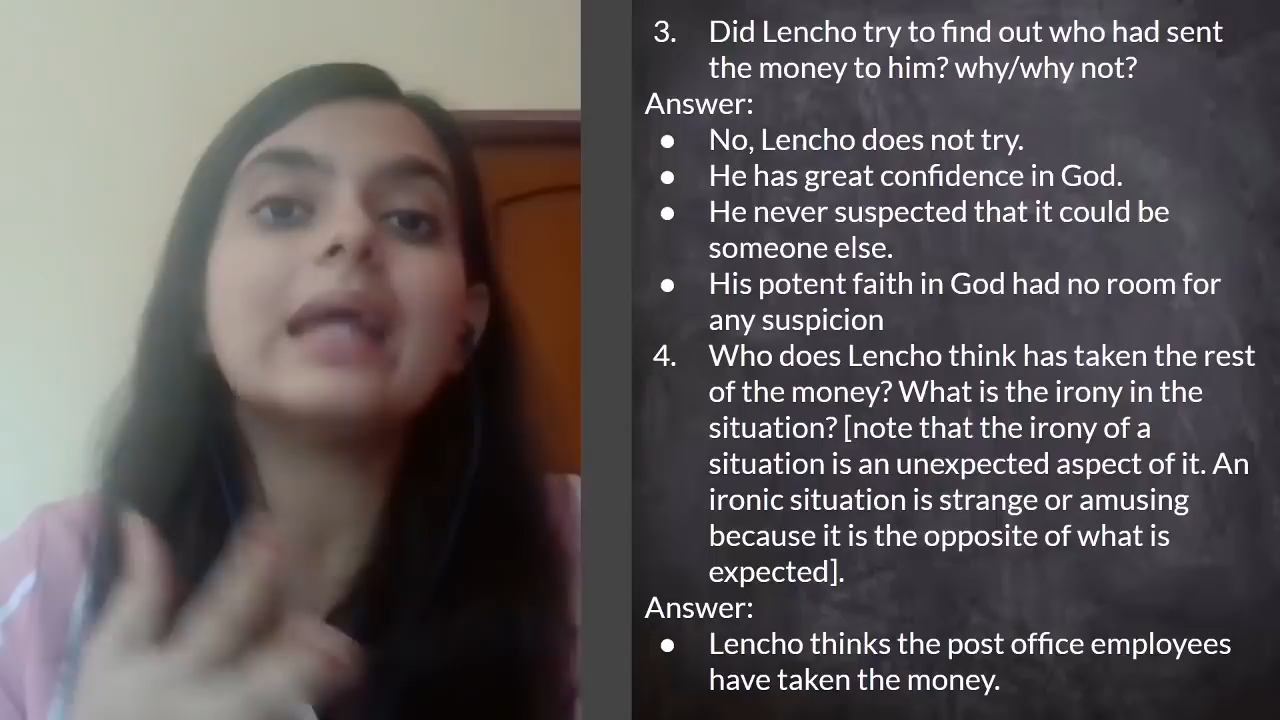 3. Did Lencho try to find out who had sent
the money to him? why/why not?
Answer:
● No, Lencho does not try.
● He has great confidence in God.
● He never suspected that it could be
someone else.
● His potent faith in God had no room for
any suspicion
4. Who does Lencho think has taken the rest
of the money? What is the irony in the
situation? [note that the irony of a
situation is an unexpected aspect of it. An
ironic situation is strange or amusing
because it is the opposite of what is
expected].
Answer:
● Lencho thinks the post office employees
have taken the money.